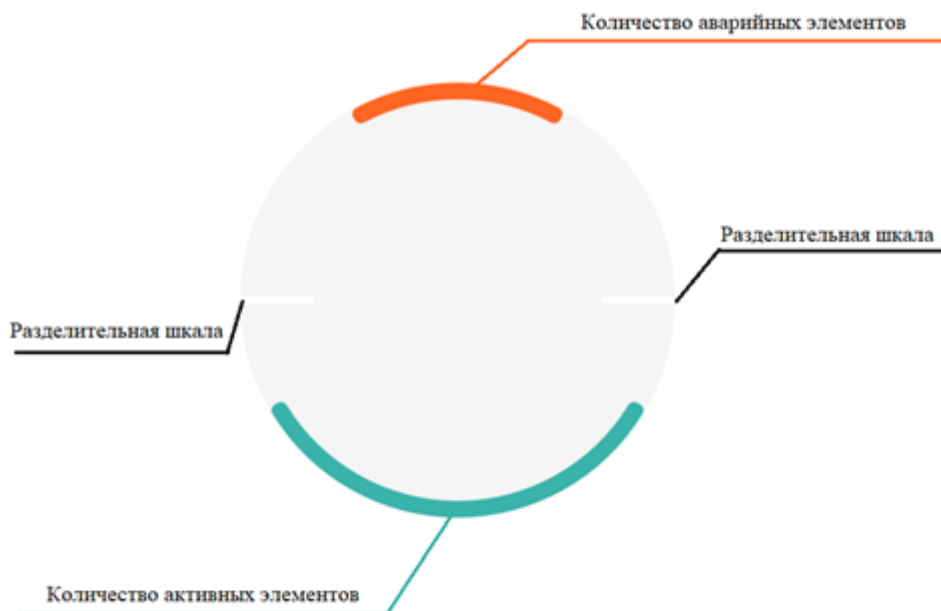 Количество аварийных элементов
Разделительная шкала
Разделительная шкала
Количество активных элементов